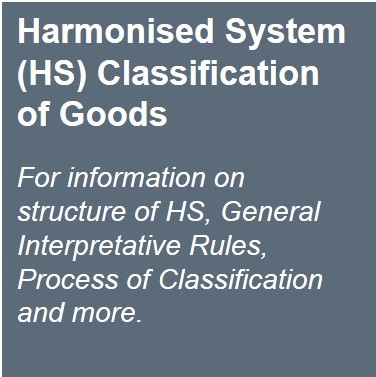 Harmonised System
(HS) Classification
of Goods
For information on
structure of HS, General
Interpretative Rules,
Process of Classification
and more.